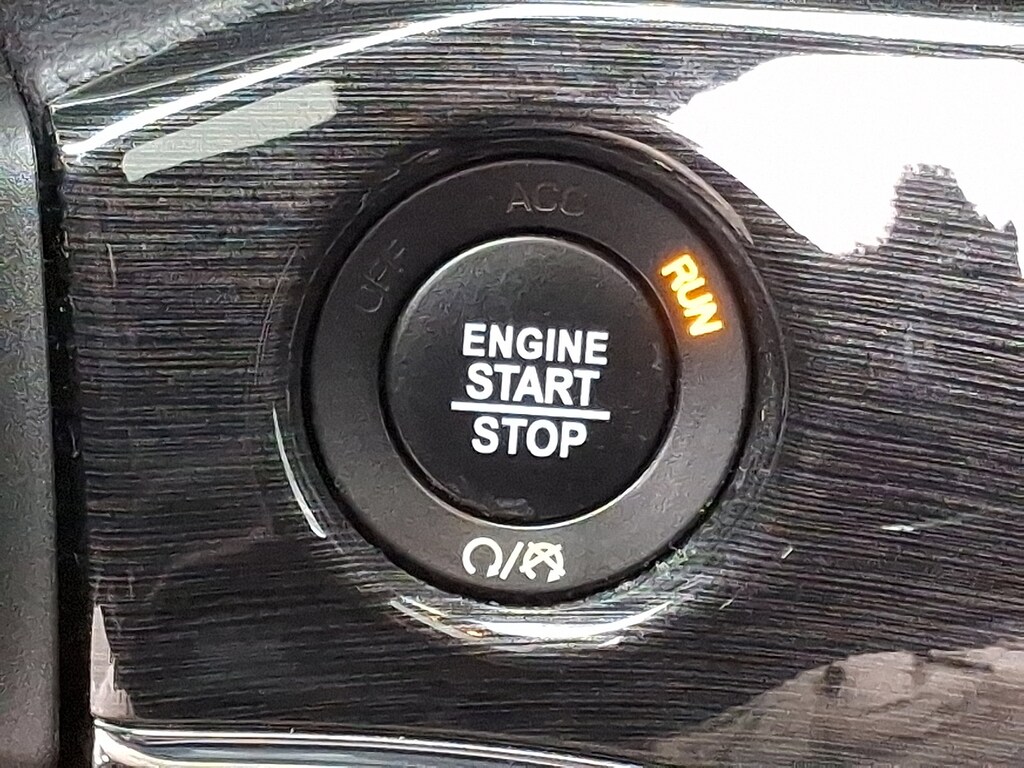 OFF
ACC
RUN
ENGINE
START
STOP